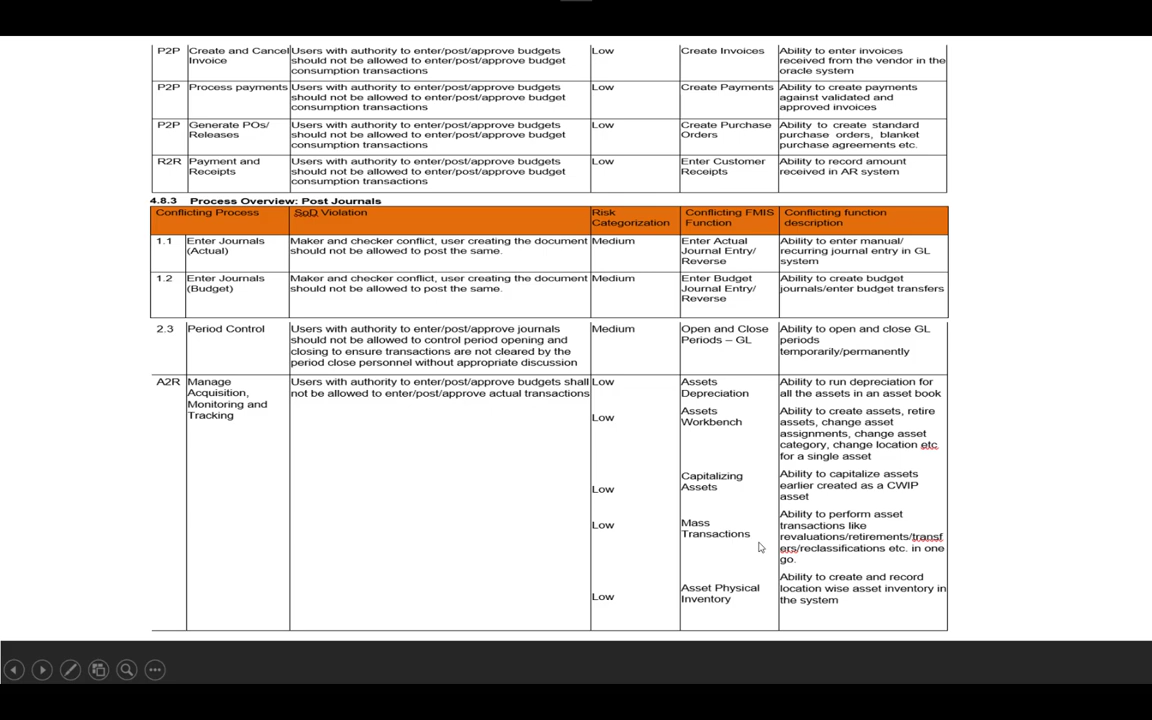 P2P Create and Cancel Users with authority to enter/post/approve budgets Low Create Invoices Ability to enter invoices
Invoice should not be allowed to enter/post/approve budget received from the vendor in the
consumption transactions oracle system
P2P Process payments Users with authority to enter/post/approve budgets Low Create Payments Ability to create payments
should not be allowed to enter/post/approve budget against validated and
consumption transactions approved invoices
P2P Generate POs/ Users with authority to enter/post/approve budgets Low Create Purchase Ability to create standard
Releases should not be allowed to enter/post/approve budget Orders purchase orders, blanket
consumption transactions purchase agreements etc.
R2R Payment and Users with authority to enter/post/approve budgets Low Enter Customer Ability to record amount
Receipts should not be allowed to enter/post/approve budget Receipts received in AR system
consumption transactions
4.8.3 Process Overview: Post Journals
Conflicting Process SoD Violation Risk Conflicting FMIS Conflicting function
Categorization Function description
1.1 Enter Journals Maker and checker conflict, user creating the document Medium Enter Actual Ability to enter manual/
(Actual) should not be allowed to post the same. Journal Entry/ recurring journal entry in GL
Reverse system
1.2 Enter Journals Maker and checker conflict, user creating the document Medium Enter Budget Ability to create budget
(Budget) should not be allowed to post the same. Journal Entry/ journals/enter budget transfers
Reverse
2.3 Period Control Users with authority to enter/post/approve journals Medium Open and Close Ability to open and close GL
should not be allowed to control period opening and Periods – GL periods
closing to ensure transactions are not cleared by the temporarily/permanently
period close personnel without appropriate discussion
A2R Manage Users with authority to enter/post/approve budgets shall Low Assets Ability to run depreciation for
Acquisition, not be allowed to enter/post/approve actual transactions Depreciation all the assets in an asset book
Monitoring and
Tracking
Low Assets Ability to create assets, retire
Workbench assets, change asset
assignments, change asset
category, change location etc
for a single asset
Low Capitalizing Ability to capitalize assets
Assets earlier created as a CWIP
asset
Low Mass Ability to perform asset
Transactions transactions like
revaluations/retirements/transf
ers/reclassifications etc. in one
go.
Low Asset Physical Ability to create and record
Inventory location wise asset inventory in
the system